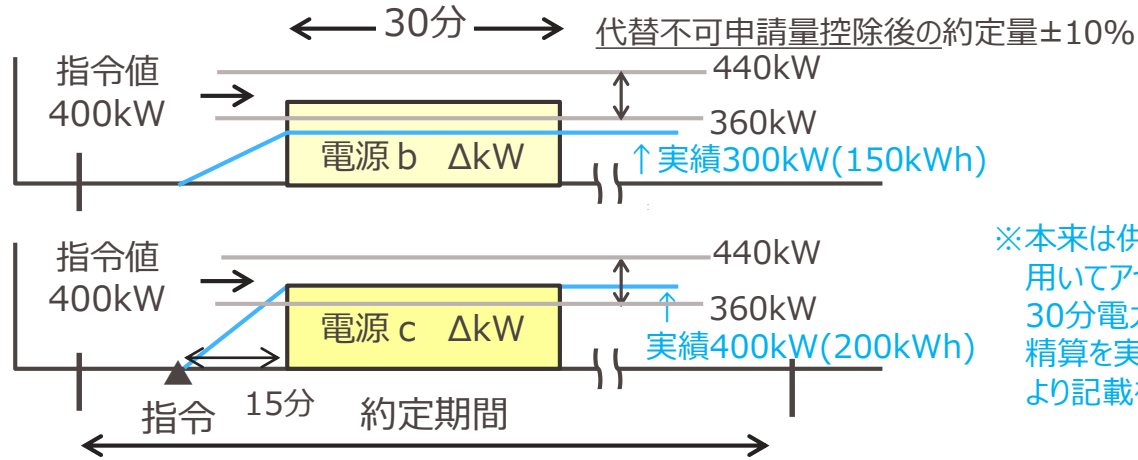 30分
代替不可申請量控除後の約定量±10%
指令値
400kW
440kW
360kW
電源b ΔkW
↑実績300kW(150kWh)
指令値
400kW
440kW
360kW
電源c ΔkW
↑
実績400kW(200kWh)
15分
指令
約定期間
※本来は供
用いてア
30分電
精算を実
より記載